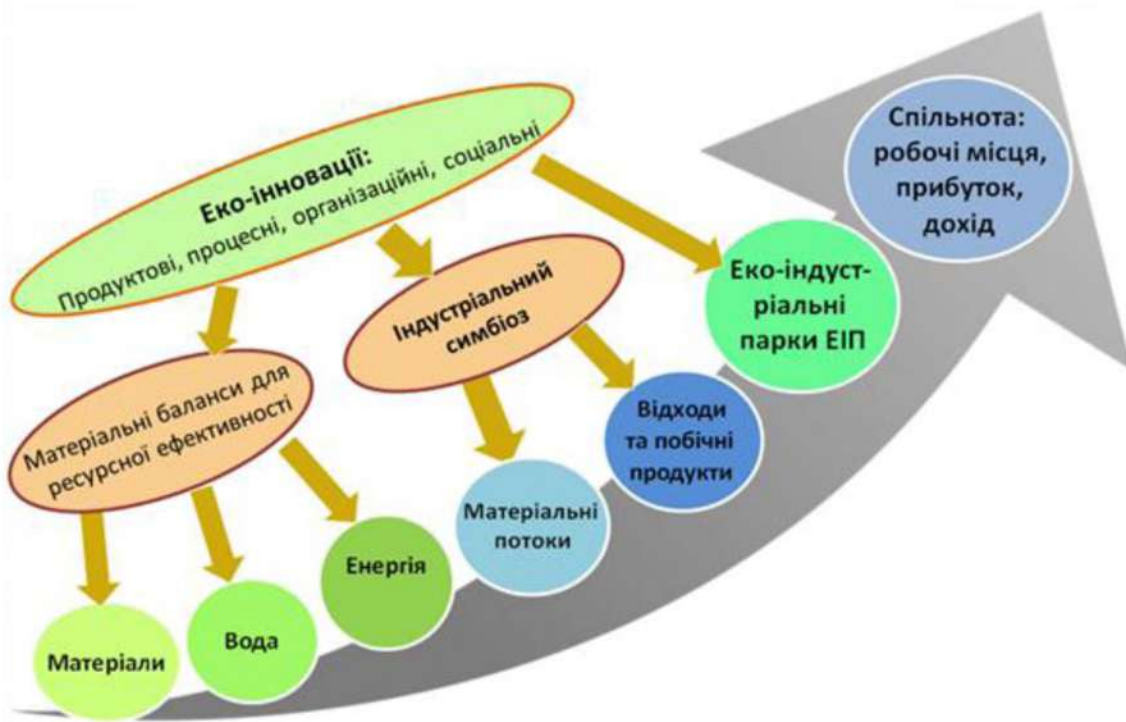 Еко-інновації:
Продуктові, процесні, організаційні, соціальні
Спільнота:
робочі місця,
прибуток,
дохід
Індустріальний
симбіоз
Еко-індуст-
ріальні
парки ЕІП
Матеріальні баланси для
ресурсної ефективності
Відходи
та побічні
продукти
Матеріальні
потоки
Енергія
Вода
Матеріали